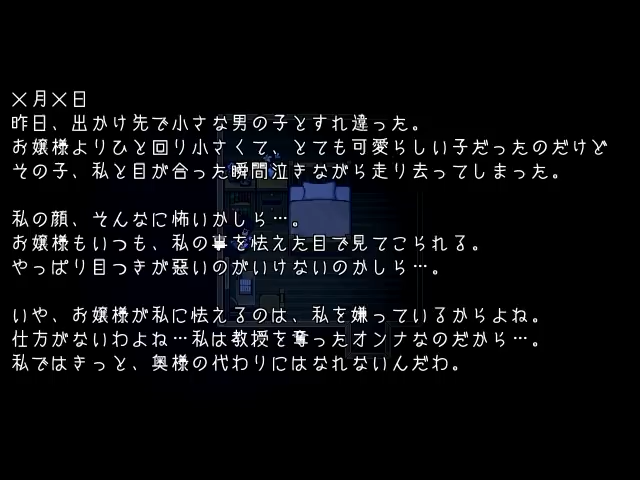 ×月×日
昨日、出かけ先で小さな男の子とすれ違った。
お嬢様よりひと回り小さくて、とても可愛らしい子だったのだけど
その子、私と目が合った瞬間泣きながら走り去ってしまった。
私の顔、そんなに怖いかしら…。
お嬢様もいつも、私の事を怯えた目で見てこられる。
やっぱり目つきが悪いのがいけないのかしら…。
いや、お嬢様が私に怯えるのは、私を嫌っているからよね。
仕方がないわよね…私は教授を奪ったオンナなのだから…。
私ではきっと、奥様の代わりにはなれないんだわ。